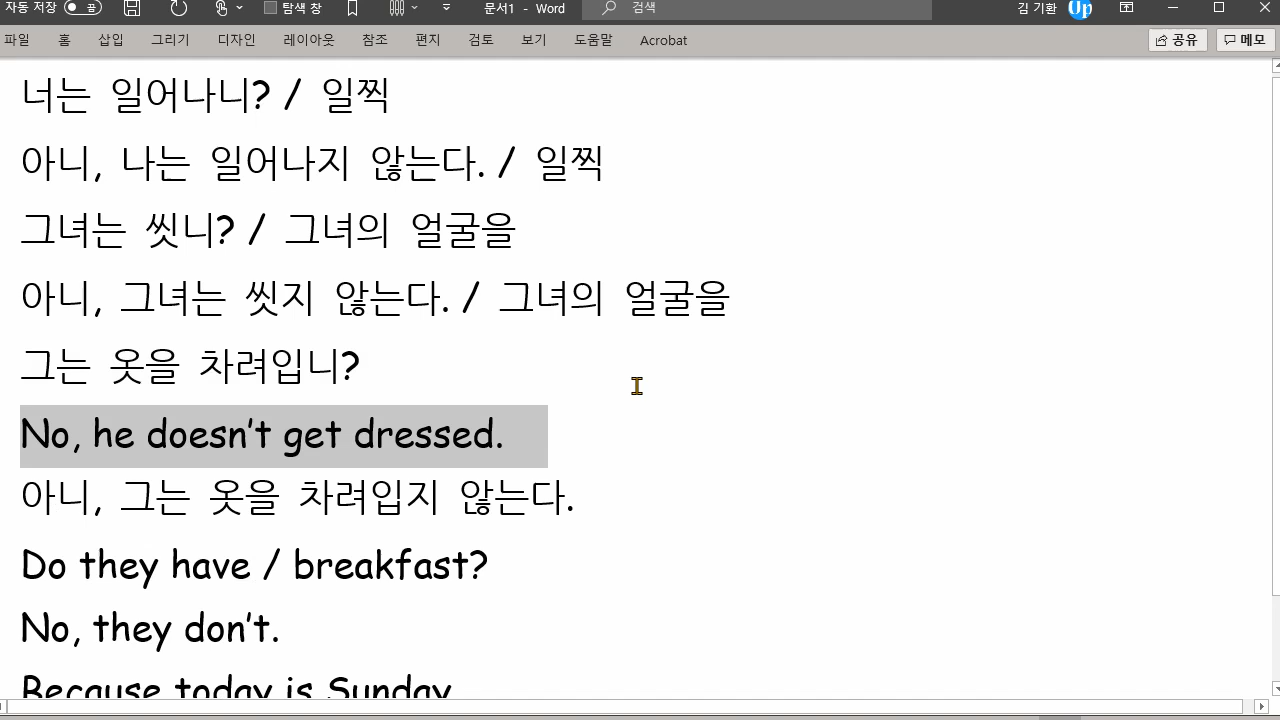 자동 저장 끔 탐색 창 문서1 - Word 검색 김 기환 Up
파일 홈 삽입 그리기 디자인 레이아웃 참조 편지 검토 보기 도움말 Acrobat 공유 메모
너는 일어나니? / 일찍
아니, 나는 일어나지 않는다. / 일찍
그녀는 씻니? / 그녀의 얼굴을
아니, 그녀는 씻지 않는다. / 그녀의 얼굴을
그는 옷을 차려입니?
No, he doesn't get dressed.
아니, 그는 옷을 차려입지 않는다.
Do they have / breakfast?
No, they don't.
Because today is Sunday